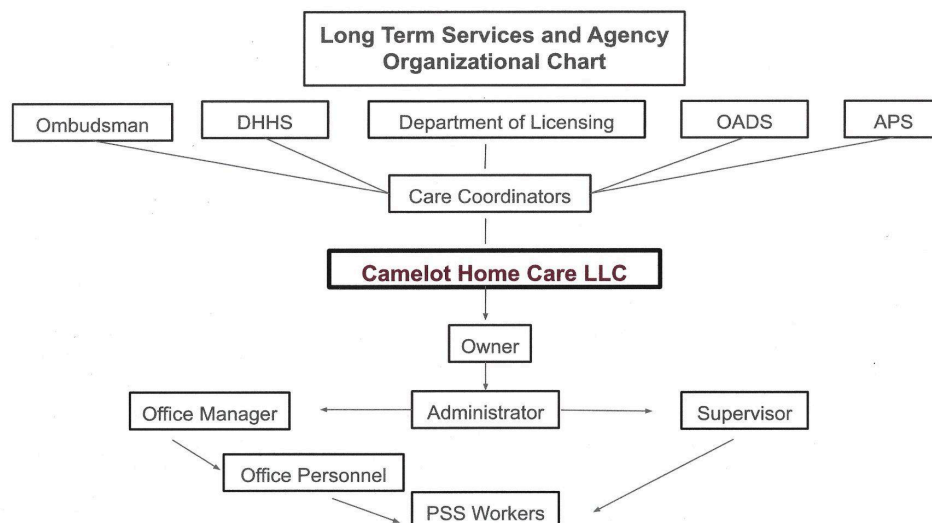 Long Term Services and Agency
Organizational Chart
Ombudsman
DHHS
Department of Licensing
OADS
APS
Care Coordinators
Camelot Home Care LLC
Owner
Office Manager
Administrator
Supervisor
Office Personnel
PSS Workers